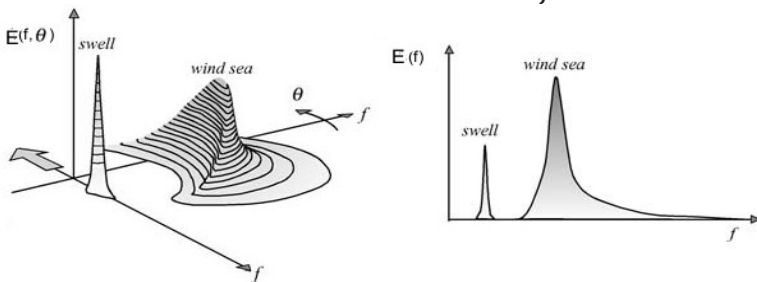 E(f, θ)
swell
wind sea
θ
f
f
E (f)
wind sea
swell
f